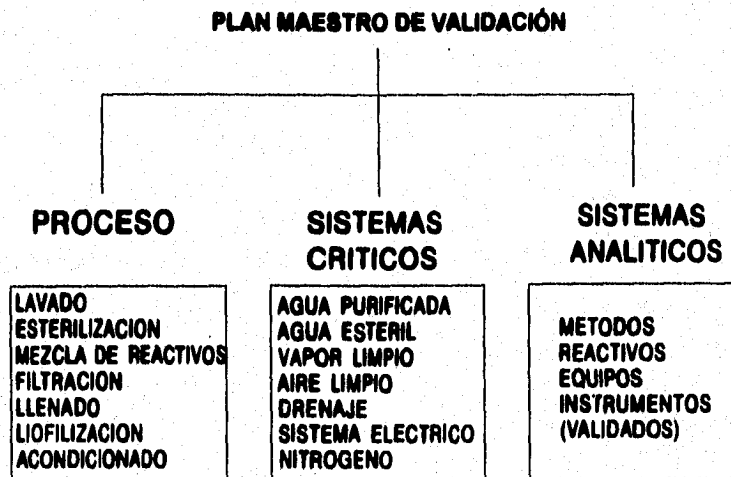 PLAN MAESTRO DE VALIDACIÓN
PROCESO
LAVADO
ESTERILIZACION
MEZCLA DE REACTIVOS
FILTRACION
LLENADO
LIOFILIZACION
ACONDICIONADO
SISTEMAS
CRITICOS
AGUA PURIFICADA
AGUA ESTERIL
VAPOR LIMPIO
AIRE LIMPIO
DRENAJE
SISTEMA ELECTRICO
NITROGENO
SISTEMAS
ANALITICOS
METODOS
REACTIVOS
EQUIPOS
INSTRUMENTOS
(VALIDADOS)